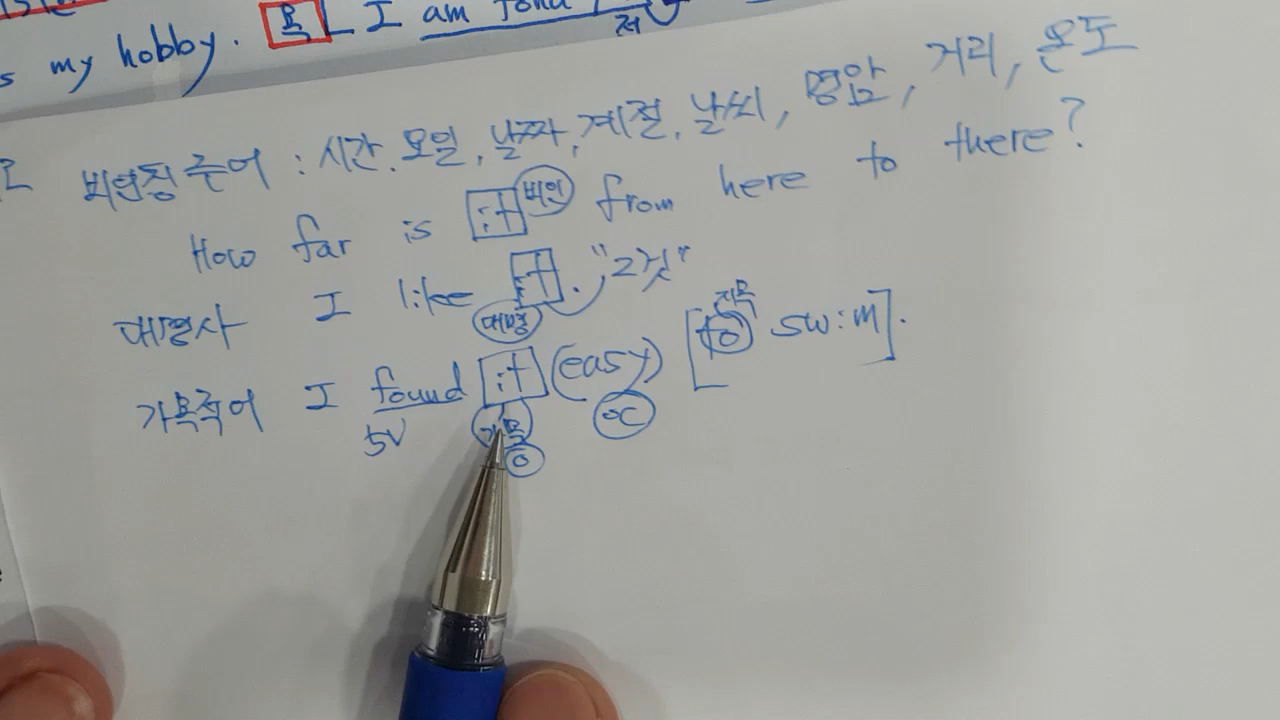 s my hobby. 목 I am fond
전
비인칭 주어 : 시간, 요일, 날짜, 계절, 날씨, 명암, 거리, 온도
How far is it 비인 from here to there?
대명사 I like it. "그것"
대명
진목
가목적어 I found it (easy) [to swim].
5V 가목 OC
O